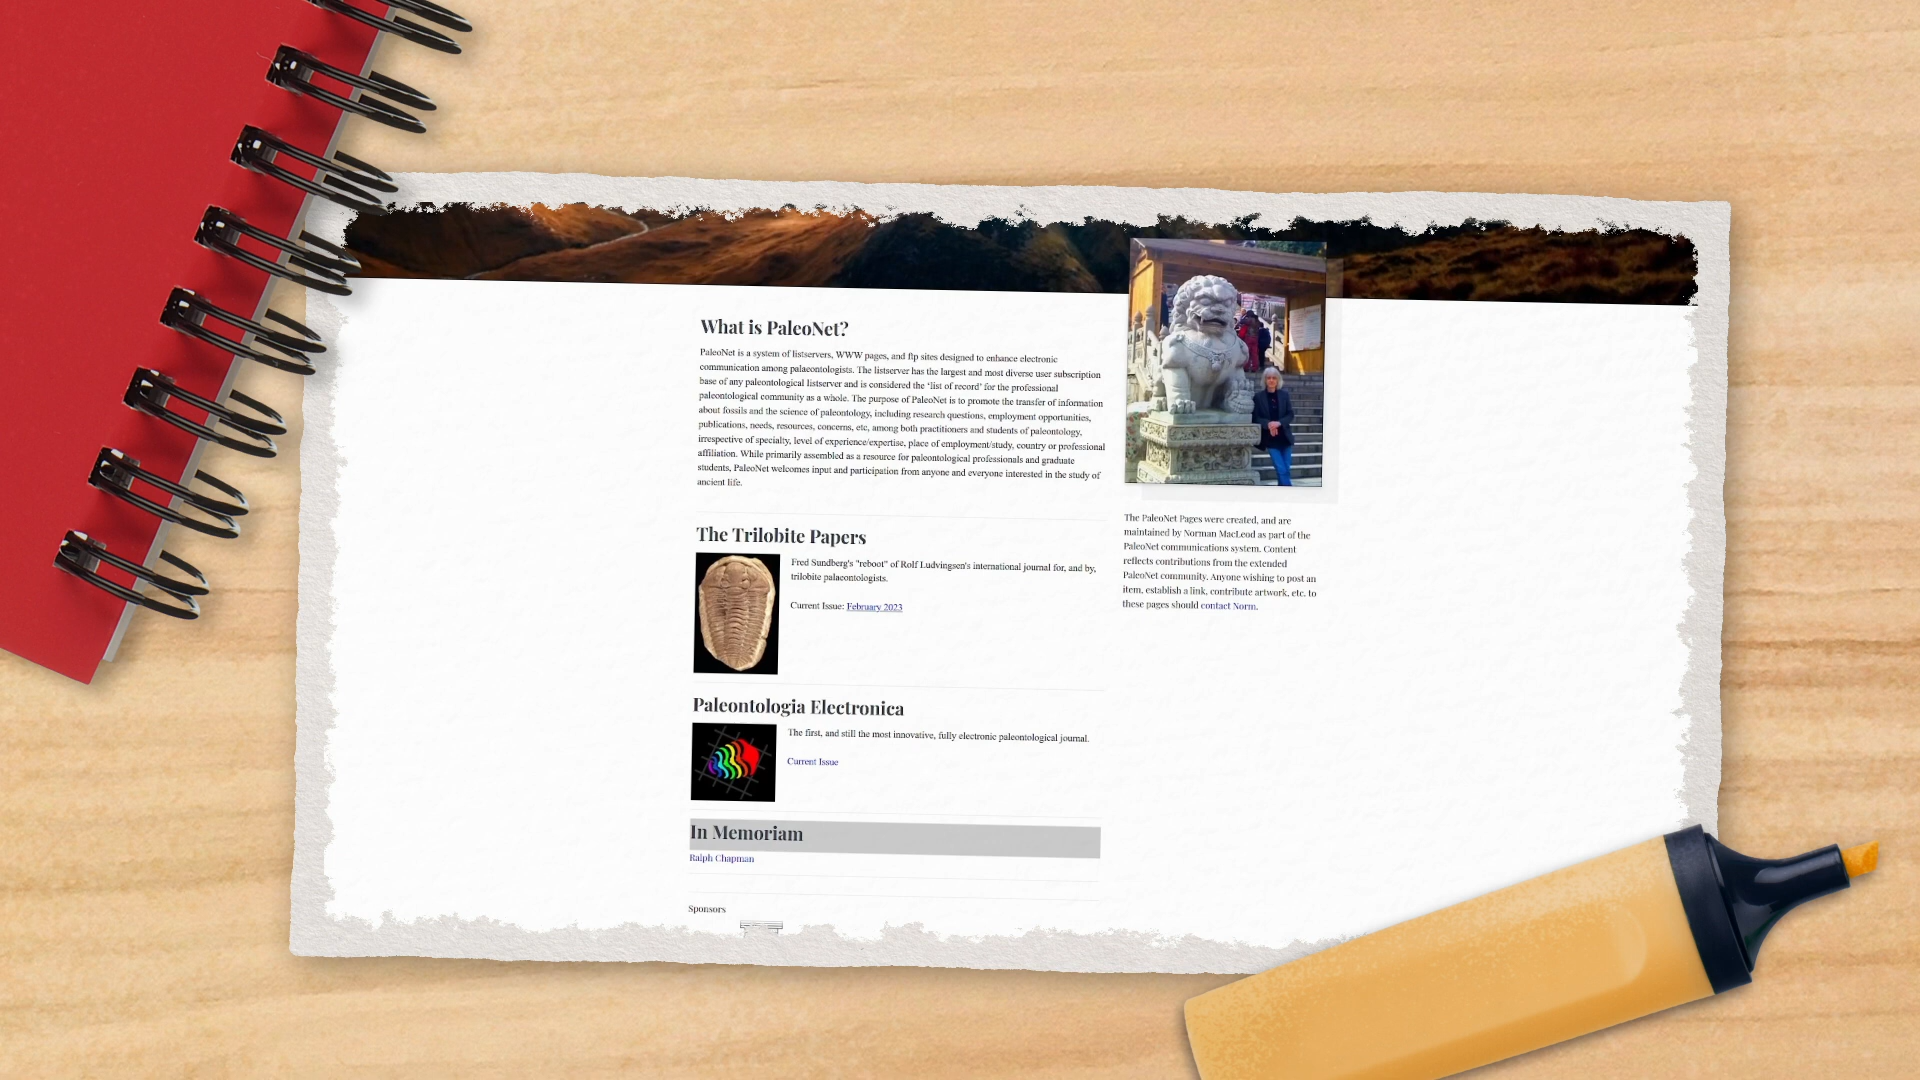 What is PaleoNet?
PaleoNet is a system of listservers, WWW pages, and ftp sites designed to enhance electronic
communication among palaeontologists. The listserver has the largest and most diverse user subscription
base of any paleontological listserver and is considered the ‘list of record’ for the professional
paleontological community as a whole. The purpose of PaleoNet is to promote the transfer of information
about fossils and the science of paleontology, including research questions, employment opportunities,
publications, needs, resources, concerns, etc, among both practitioners and students of paleontology,
irrespective of specialty, level of experience/expertise, place of employment/study, country or professional
affiliation. While primarily assembled as a resource for paleontological professionals and graduate
students, PaleoNet welcomes input and participation from anyone and everyone interested in the study of
ancient life.
The Trilobite Papers
Fred Sundberg's "reboot" of Rolf Ludvingsen's international journal for, and by,
trilobite palaeontologists.
Current Issue: February 2023
Paleontologia Electronica
The first, and still the most innovative, fully electronic paleontological journal.
Current Issue
In Memoriam
Ralph Chapman
Sponsors
The PaleoNet Pages were created, and are
maintained by Norman MacLeod as part of the
PaleoNet communications system. Content
reflects contributions from the extended
PaleoNet community. Anyone wishing to post an
item, establish a link, contribute artwork, etc. to
these pages should contact Norm.